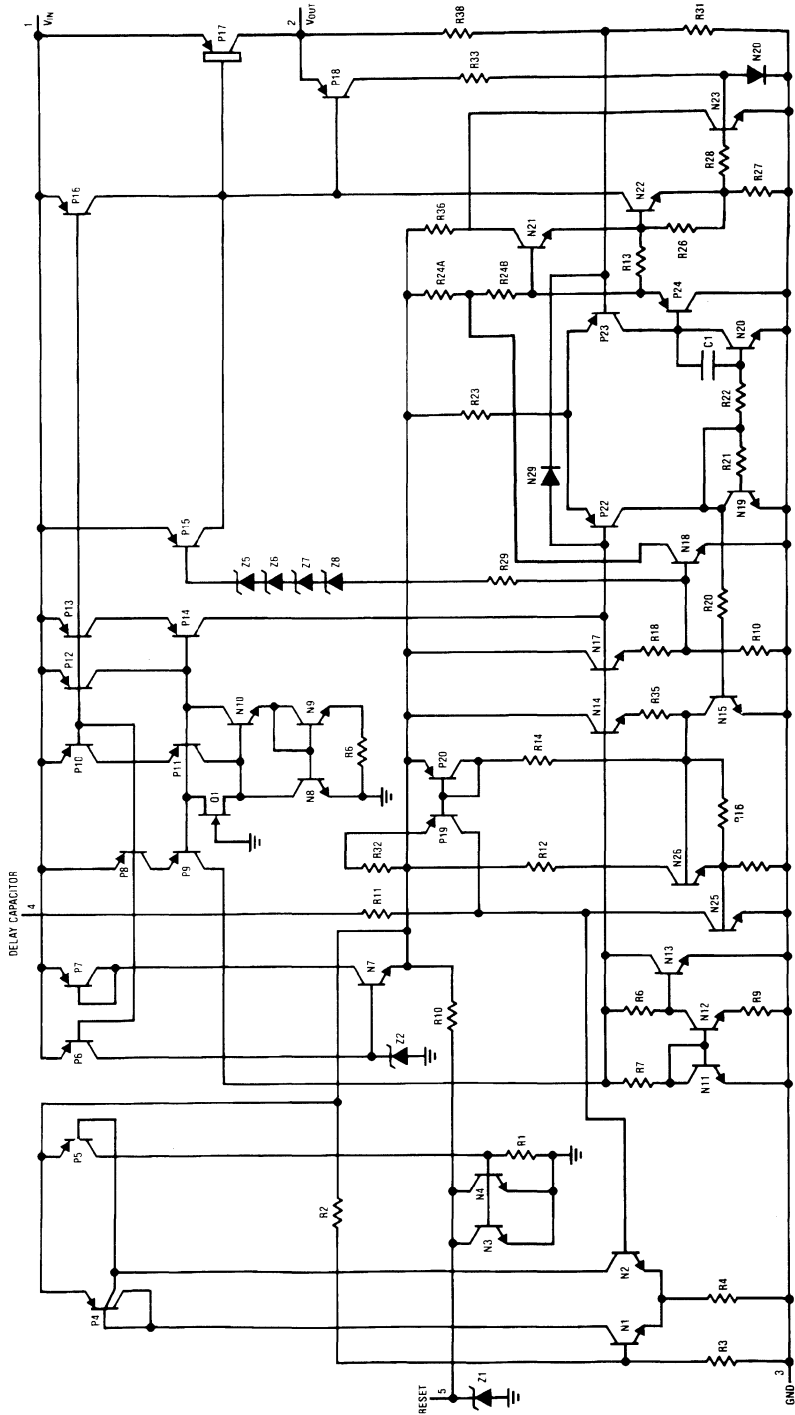 1
VIN
P17
2
VOUT
R38
R31
P18
R33
N20
N23
R28
P16
R36
N21
N22
R27
R26
R24A
R24B
R13
P24
P23
C1
N20
R23
R22
N29
R21
P15
P22
N19
Z5
Z6
Z7
Z8
R29
N18
R20
P13
P14
N17
R18
R10
P12
N10
N9
N14
R35
N15
P10
P11
R6
P20
R14
Q1
N8
P19
R16
P8
P9
R32
R12
N26
DELAY CAPACITOR
4
R11
N25
P7
N7
N13
R6
N12
R9
P6
Z2
R10
R7
N11
P5
R1
R2
N4
N3
N2
P4
N1
R4
R3
RESET
5
Z1
3
GND